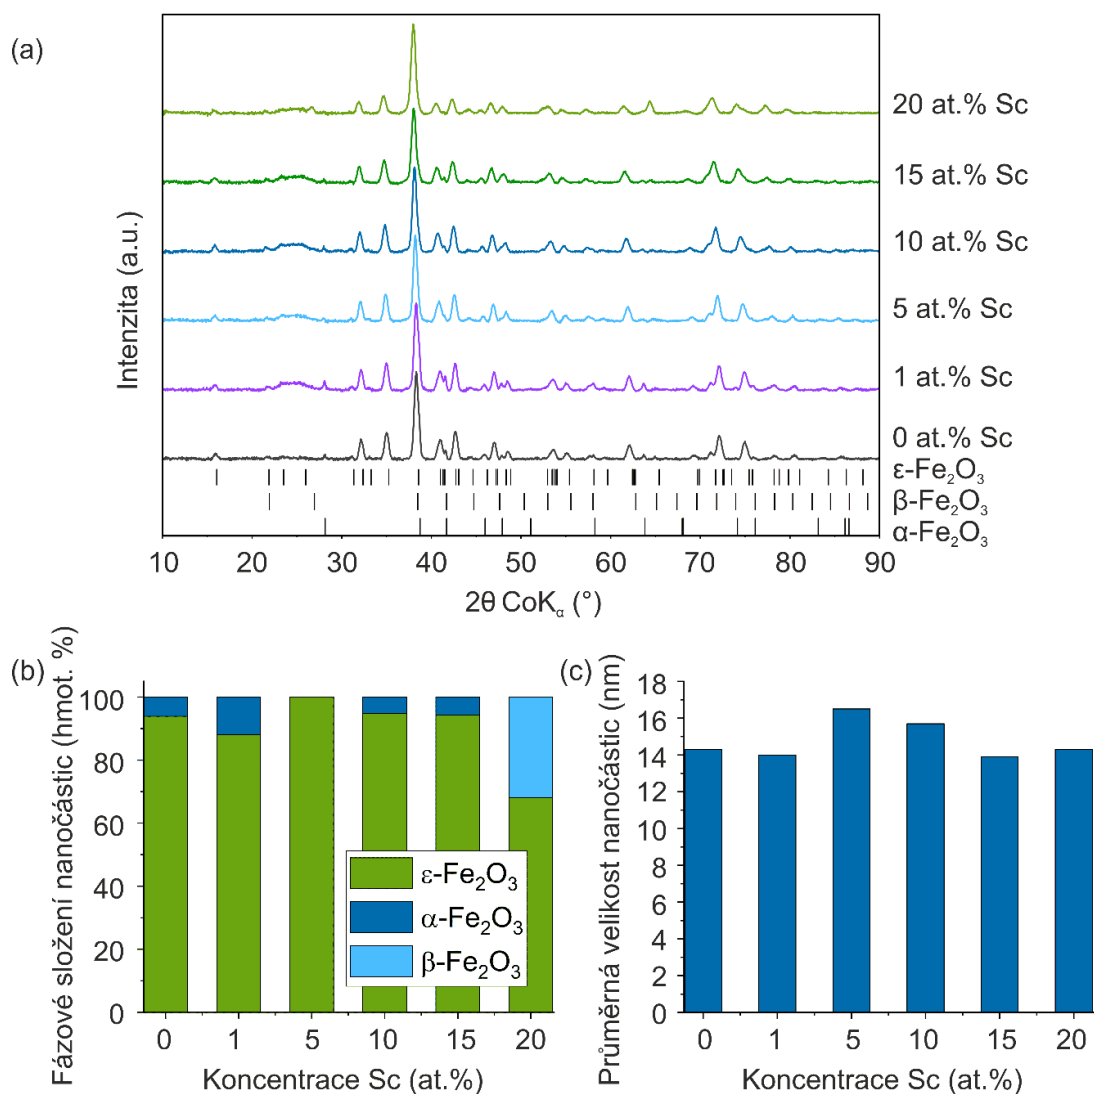 (a)
Intenzita (a.u.)
20 at.% Sc
15 at.% Sc
10 at.% Sc
5 at.% Sc
1 at.% Sc
0 at.% Sc
ε-Fe₂O₃
β-Fe₂O₃
α-Fe₂O₃
10 20 30 40 50 60 70 80 90
2θ CoKα (°)
(b)
Fázové složení nanočástic (hmot. %)
100
80
60
40
20
0
ε-Fe₂O₃
α-Fe₂O₃
β-Fe₂O₃
0 1 5 10 15 20
Koncentrace Sc (at.%)
(c)
Průměrná velikost nanočástic (nm)
18
16
14
12
10
8
6
4
2
0
0 1 5 10 15 20
Koncentrace Sc (at.%)